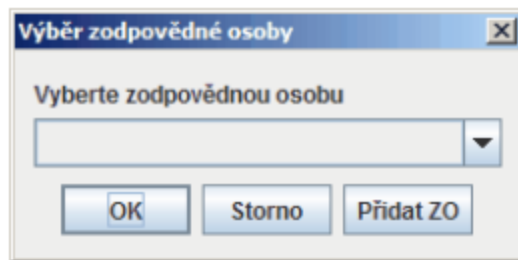 Výběr zodpovědné osoby
Vyberte zodpovědnou osobu
OK Storno Přidat ZO